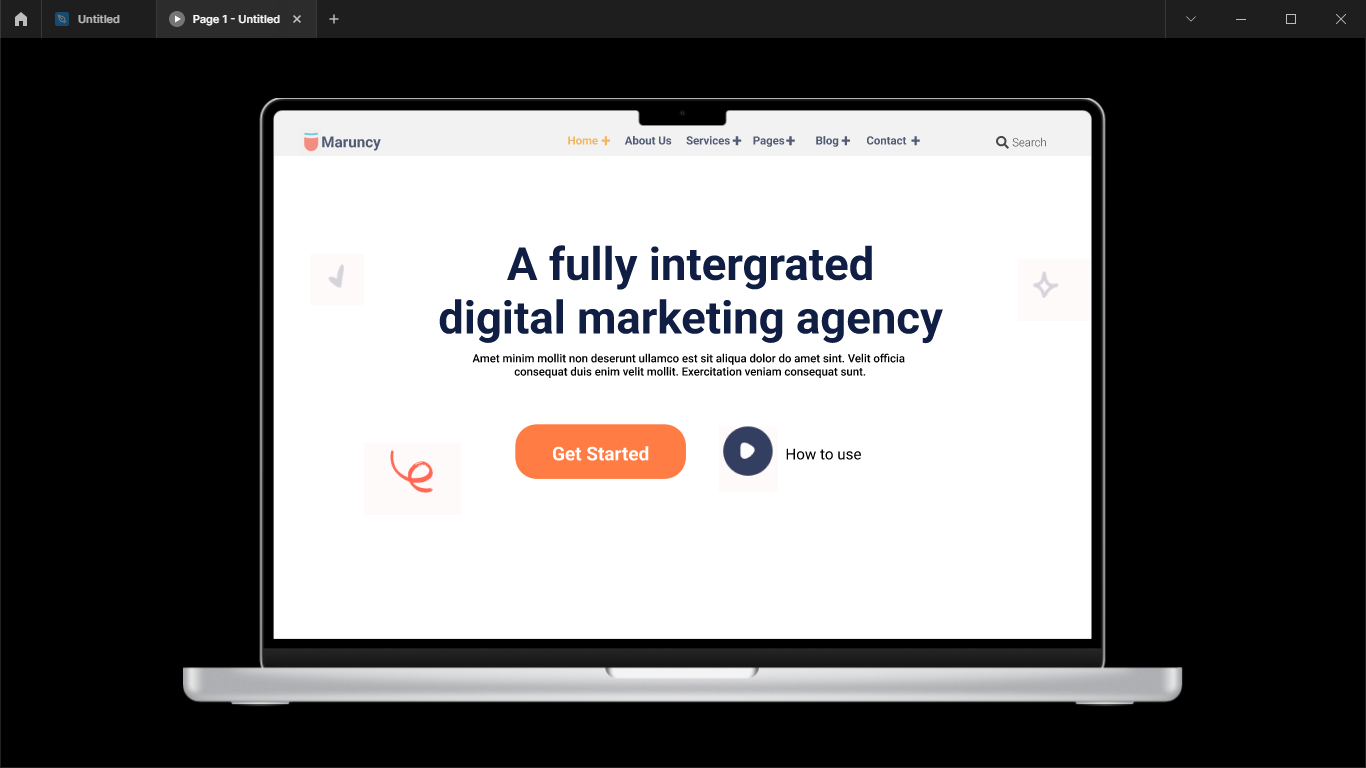 Untitled
Page 1 - Untitled
Maruncy
Home + About Us Services + Pages + Blog + Contact +
Search
A fully intergrated
digital marketing agency
Amet minim mollit non deserunt ullamco est sit aliqua dolor do amet sint. Velit officia
consequat duis enim velit mollit. Exercitation veniam consequat sunt.
Get Started
How to use